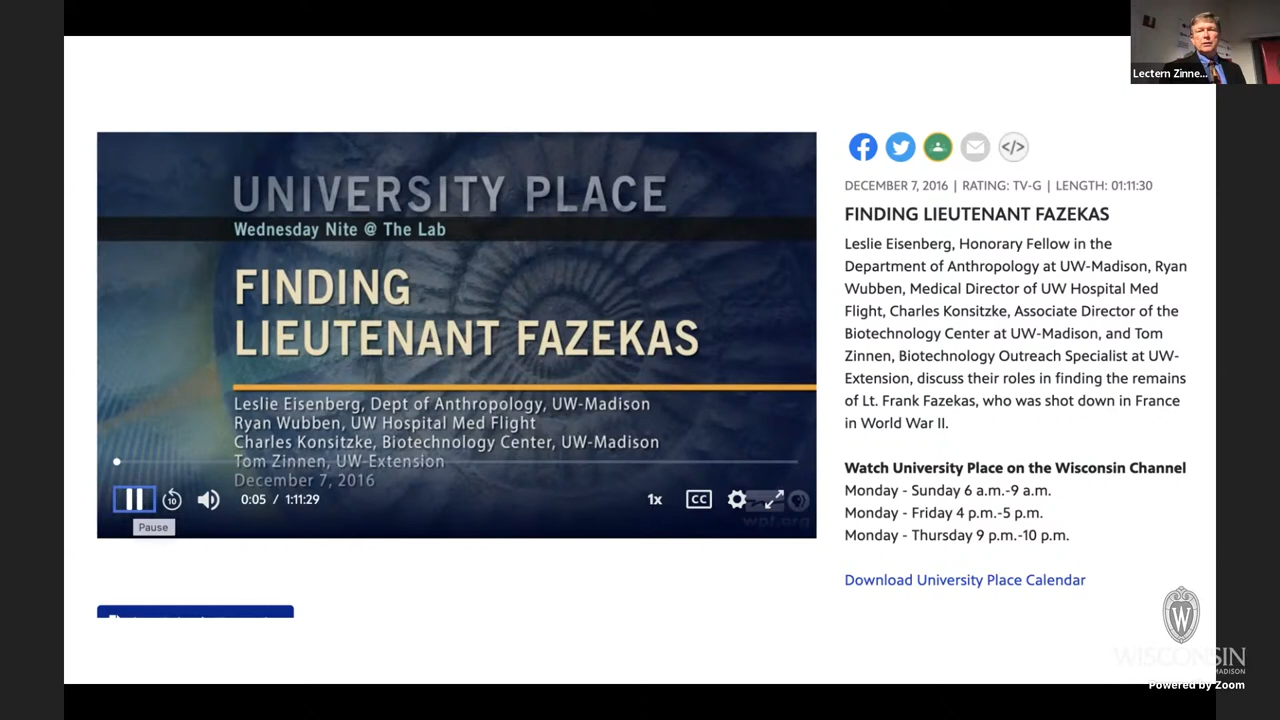 Lectern Zinne...
UNIVERSITY PLACE
Wednesday Nite @ The Lab
FINDING
LIEUTENANT FAZEKAS
Leslie Eisenberg, Dept of Anthropology, UW-Madison
Ryan Wubben, UW Hospital Med Flight
Charles Konsitzke, Biotechnology Center, UW-Madison
Tom Zinnen, UW-Extension
December 7, 2016
10
0:05 / 1:11:29
1x
CC
wpt.org
Pause
</>
DECEMBER 7, 2016 | RATING: TV-G | LENGTH: 01:11:30
FINDING LIEUTENANT FAZEKAS
Leslie Eisenberg, Honorary Fellow in the
Department of Anthropology at UW-Madison, Ryan
Wubben, Medical Director of UW Hospital Med
Flight, Charles Konsitzke, Associate Director of the
Biotechnology Center at UW-Madison, and Tom
Zinnen, Biotechnology Outreach Specialist at UW-
Extension, discuss their roles in finding the remains
of Lt. Frank Fazekas, who was shot down in France
in World War II.
Watch University Place on the Wisconsin Channel
Monday - Sunday 6 a.m.-9 a.m.
Monday - Friday 4 p.m.-5 p.m.
Monday - Thursday 9 p.m.-10 p.m.
Download University Place Calendar
W
WISCONSIN
MADISON
Powered by Zoom